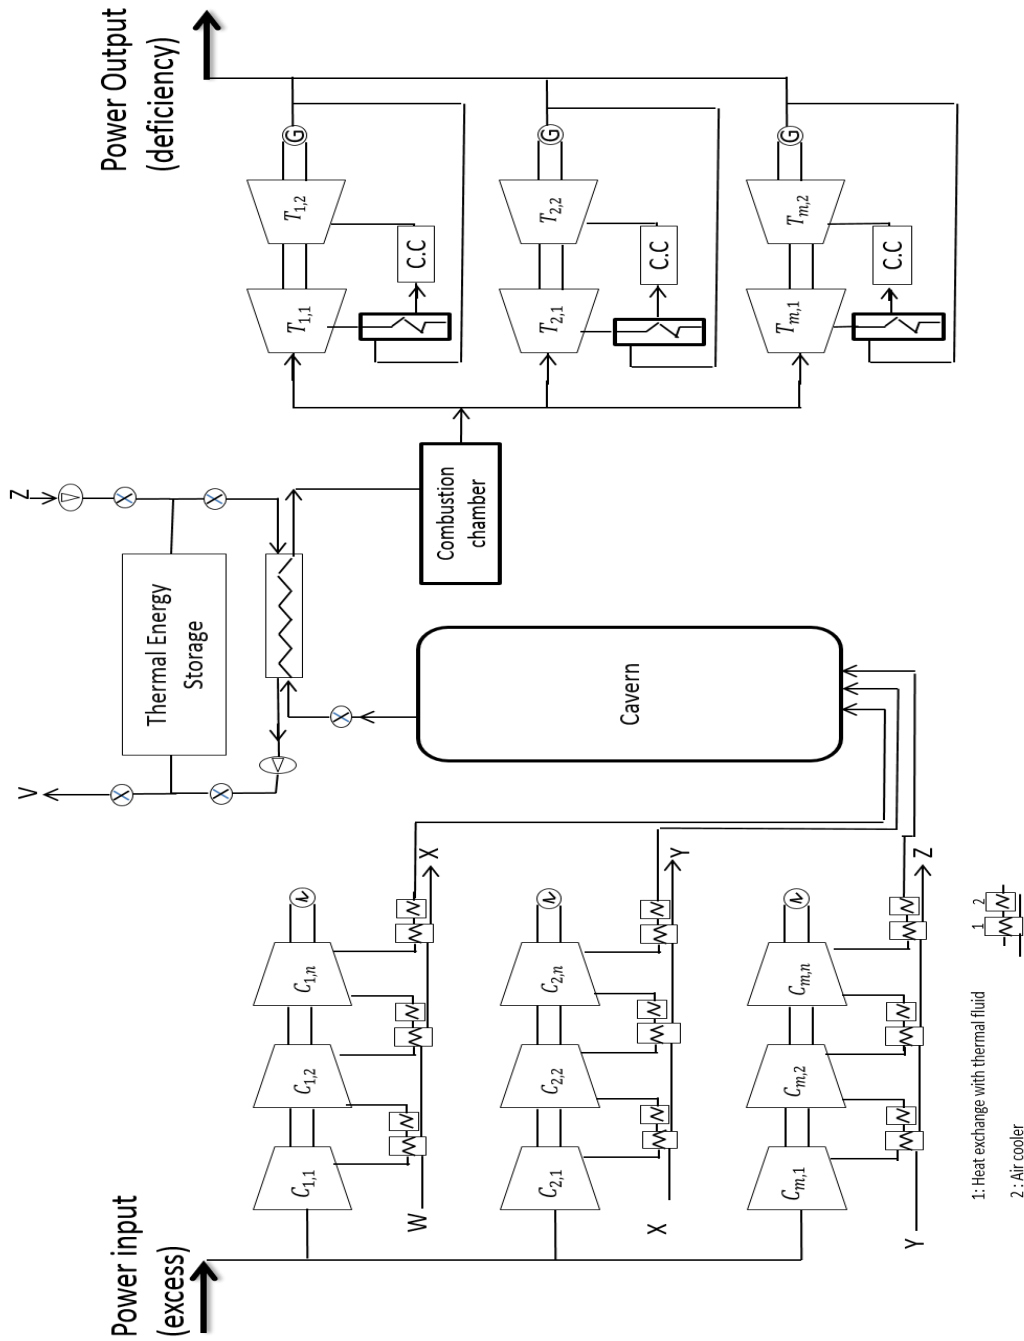 Power input
(excess)
V
Z
Thermal Energy
Storage
Power Output
(deficiency)
C1,1
C1,2
C1,n
W
X
T1,1
T1,2
G
C.C
Combustion
chamber
Cavern
C2,1
C2,2
C2,n
X
Y
T2,1
T2,2
G
C.C
Cm,1
Cm,2
Cm,n
Y
Z
Tm,1
Tm,2
G
C.C
1: Heat exchange with thermal fluid
2 : Air cooler
1 2